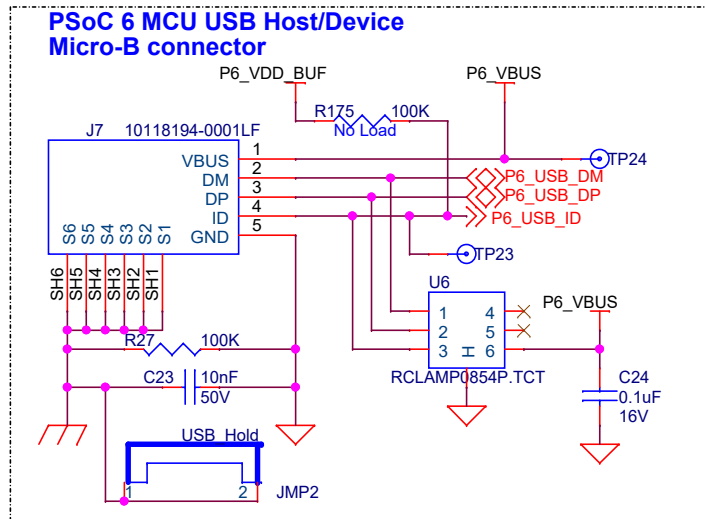 PSoC 6 MCU USB Host/Device
Micro-B connector
P6_VDD_BUF
P6_VBUS
R175 100K
No Load
J7 10118194-0001LF
VBUS 1
TP24
DM 2
P6_USB_DM
DP 3
P6_USB_DP
ID 4
P6_USB_ID
GND 5
S6 S5 S4 S3 S2 S1
SH6 SH5 SH4 SH3 SH2 SH1
TP23
U6
P6_VBUS
1 4
2 5
3 H 6
R27 100K
RCLAMP0854P.TCT
C23 10nF
50V
C24
0.1uF
16V
USB_Hold
1 2 JMP2